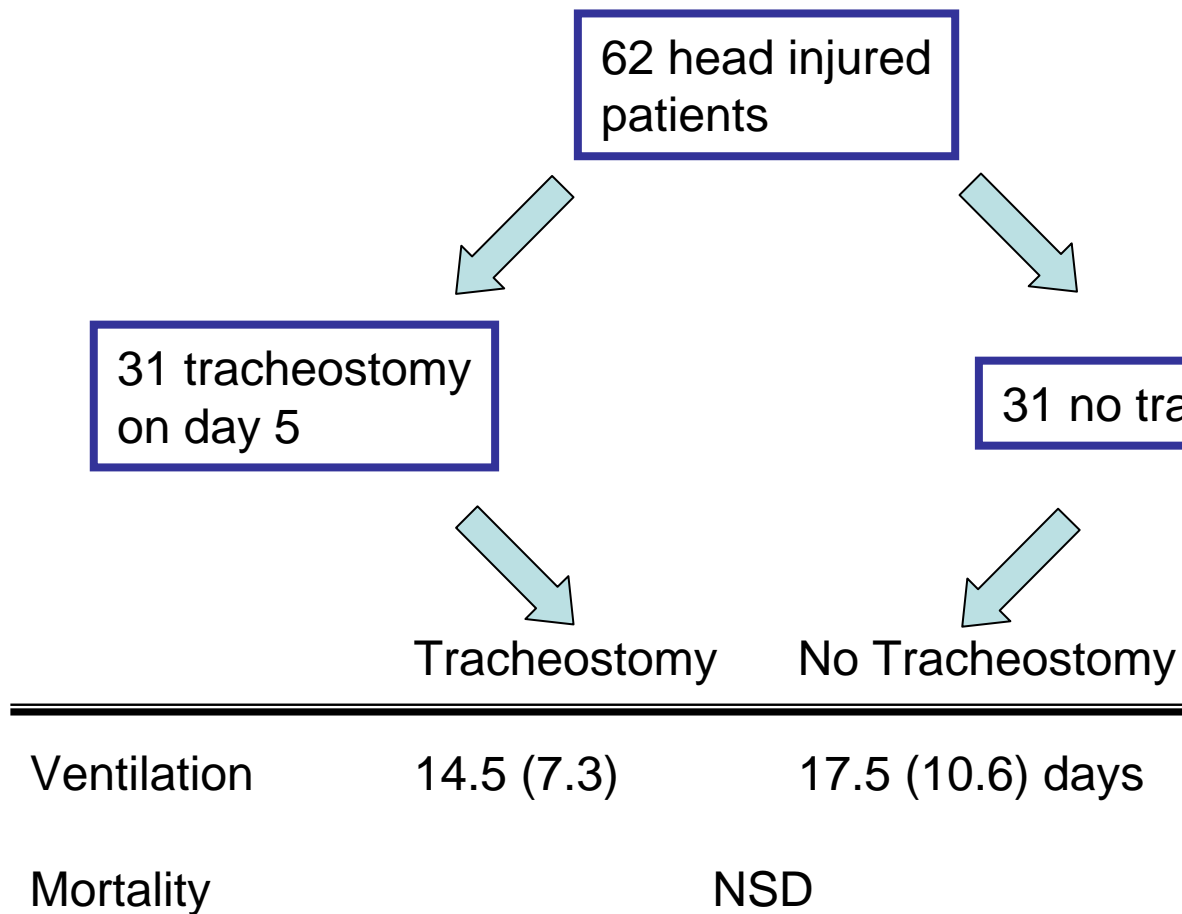 62 head injured
patients
31 tracheostomy
on day 5
31 no
Tracheostomy No Tracheostomy
Ventilation 14.5 (7.3) 17.5 (10.6) days
Mortality NSD